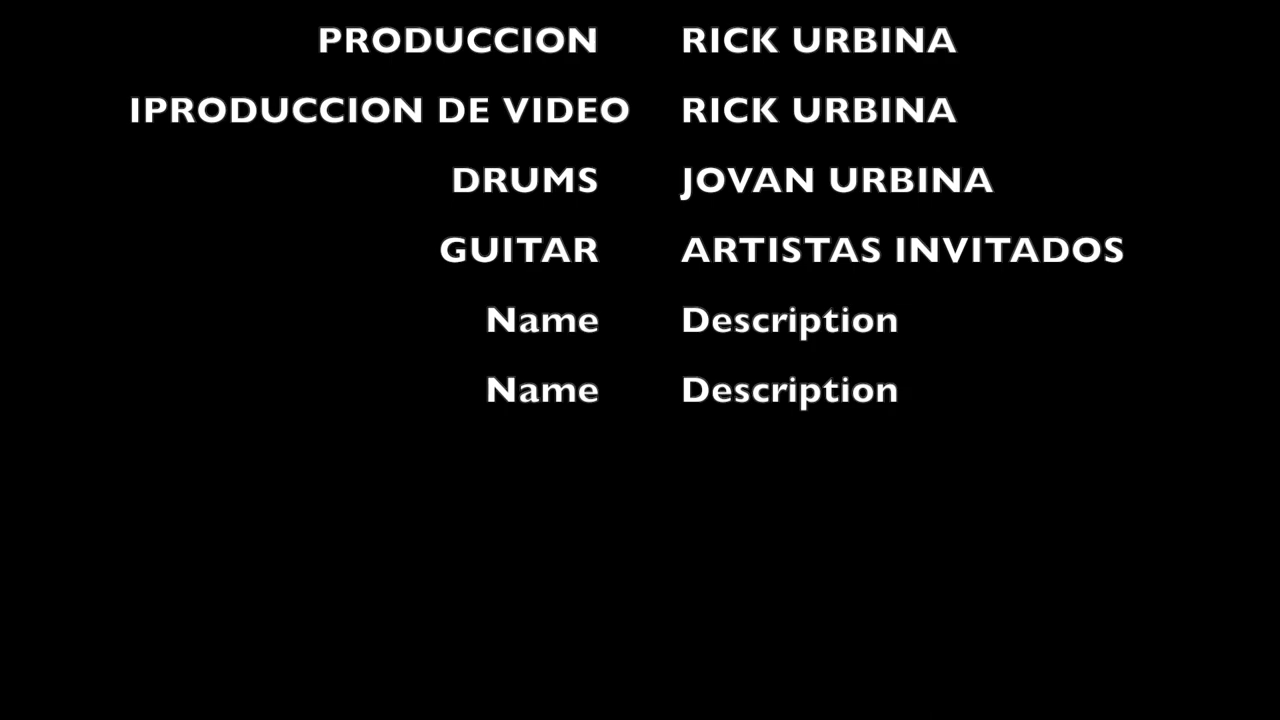 PRODUCCION RICK URBINA
IPRODUCCION DE VIDEO RICK URBINA
DRUMS JOVAN URBINA
GUITAR ARTISTAS INVITADOS
Name Description
Name Description